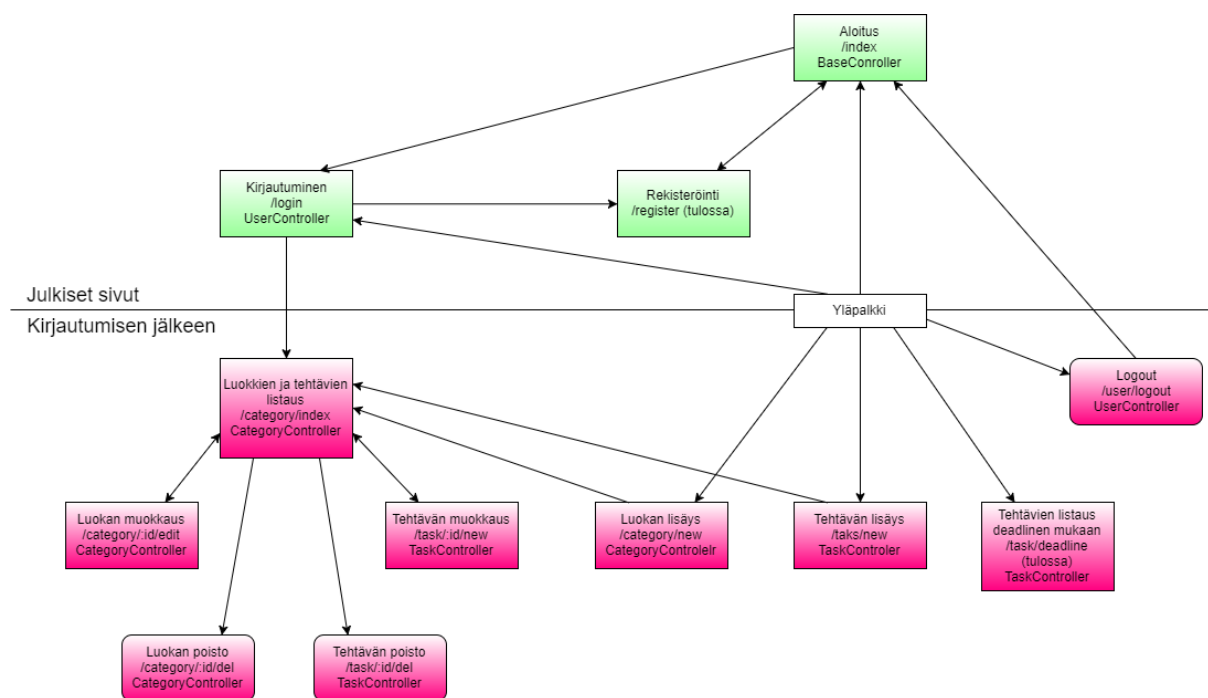 Aloitus
/index
BaseConroller
Kirjautuminen
/login
UserController
Rekisteröinti
/register (tulossa)
Julkiset sivut
Yläpalkki
Kirjautumisen jälkeen
Luokkien ja tehtävien
listaus
/category/index
CategoryController
Logout
/user/logout
UserController
Luokan muokkaus
/category/:id/edit
CategoryController
Tehtävän muokkaus
/task/:id/new
TaskController
Luokan lisäys
/category/new
CategoryControlelr
Tehtävän lisäys
/taks/new
TaskControler
Tehtävien listaus
deadlinen mukaan
/task/deadline
(tulossa)
TaskController
Luokan poisto
/category/:id/del
CategoryController
Tehtävän poisto
/task/:id/del
TaskController